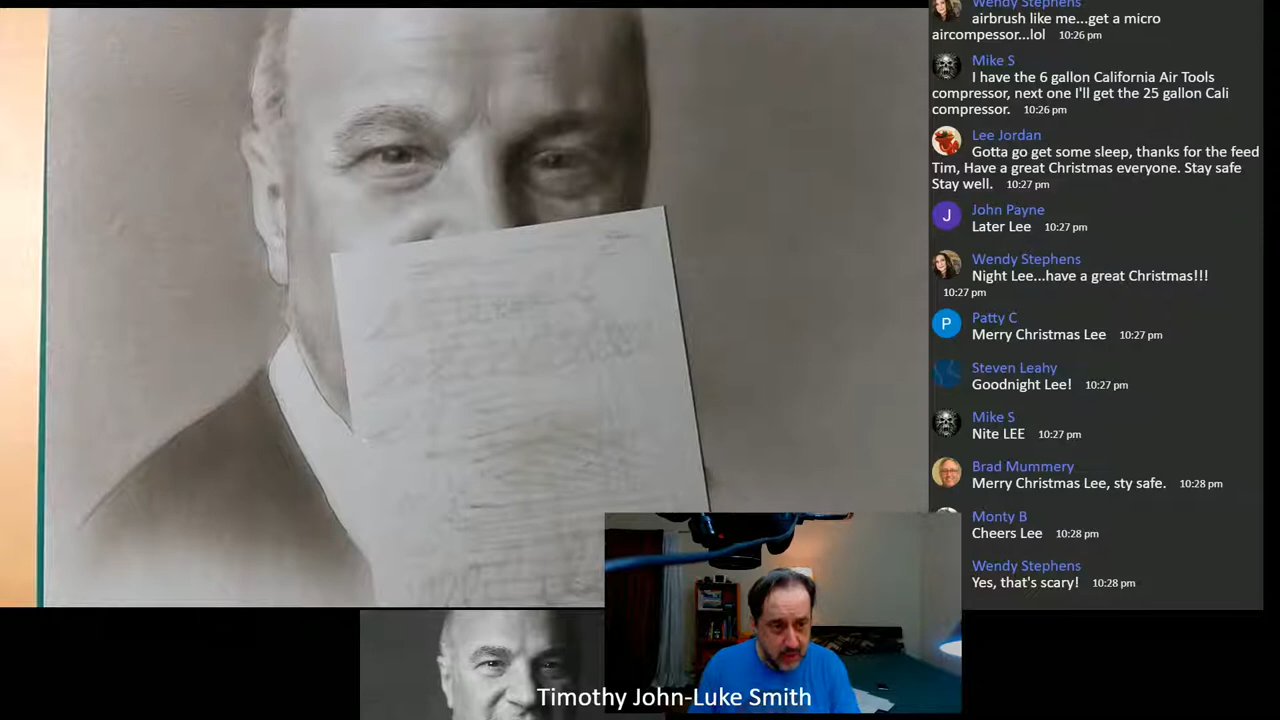 Wendy Stephens
airbrush like me...get a micro
aircompessor...lol 10:26 pm
Mike S
I have the 6 gallon California Air Tools
compressor, next one I'll get the 25 gallon Cali
compressor. 10:26 pm
Lee Jordan
Gotta go get some sleep, thanks for the feed
Tim, Have a great Christmas everyone. Stay safe
Stay well. 10:27 pm
J
John Payne
Later Lee 10:27 pm
Wendy Stephens
Night Lee...have a great Christmas!!!
10:27 pm
P
Patty C
Merry Christmas Lee 10:27 pm
Steven Leahy
Goodnight Lee! 10:27 pm
Mike S
Nite LEE 10:27 pm
Brad Mummery
Merry Christmas Lee, sty safe. 10:28 pm
Monty B
Cheers Lee 10:28 pm
Wendy Stephens
Yes, that's scary! 10:28 pm
Timothy John-Luke Smith